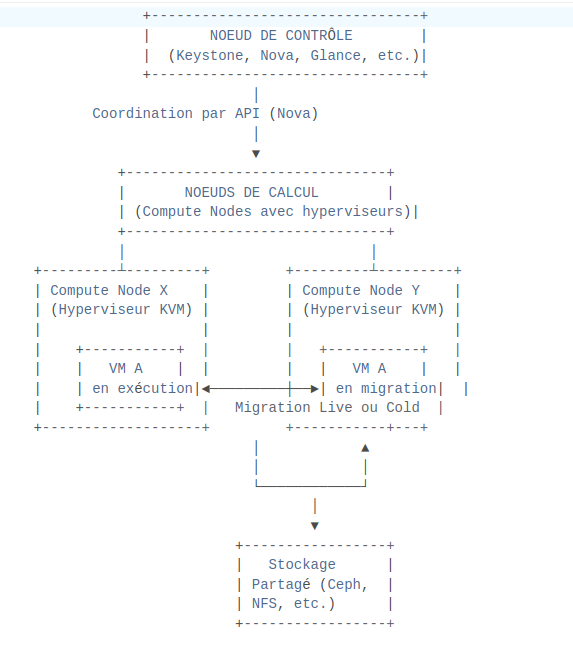 NOEUD DE CONTRÔLE
(Keystone, Nova, Glance, etc.)
Coordination par API (Nova)
NOEUDS DE CALCUL
(Compute Nodes avec hyperviseurs)
Compute Node X Compute Node Y
(Hyperviseur KVM) (Hyperviseur KVM)
VM A VM A
en exécution en migration
Migration Live ou Cold
Stockage
Partagé (Ceph,
NFS, etc.)